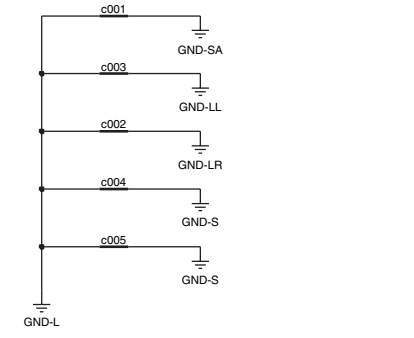 c001
GND-SA
c003
GND-LL
c002
GND-LR
c004
GND-S
c005
GND-S
GND-L